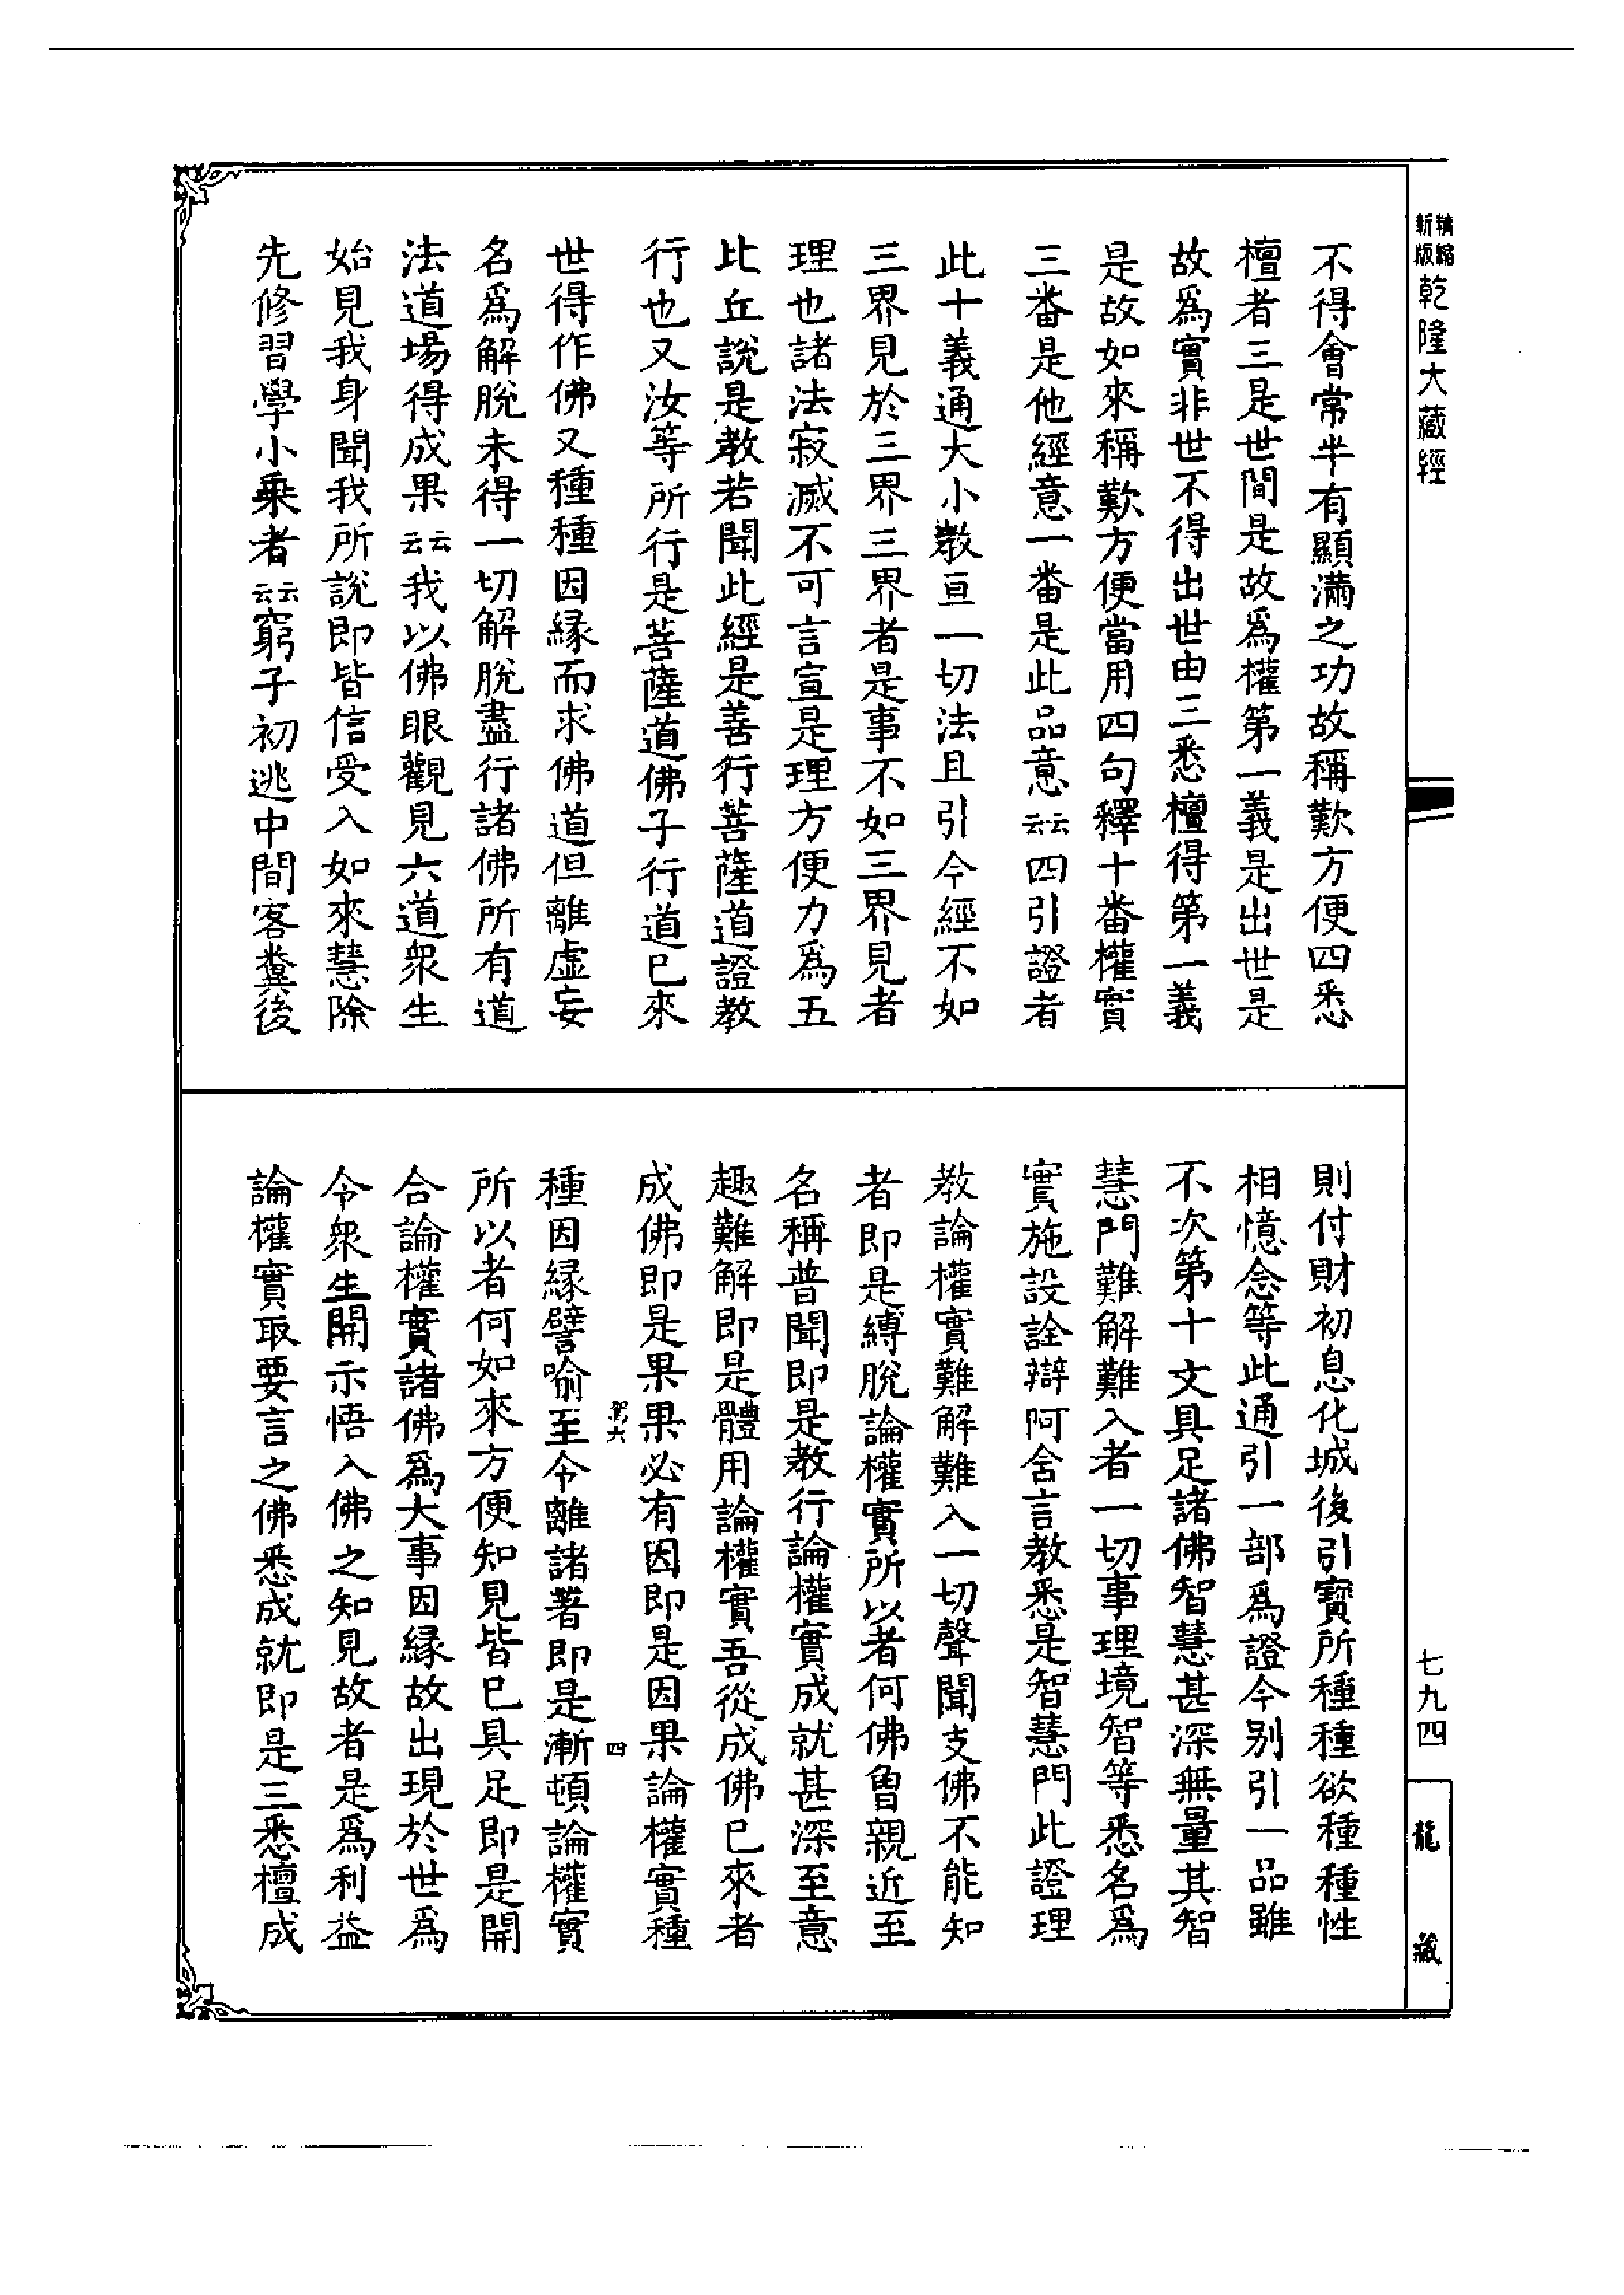 精縮
新版
乾隆大藏經
不得會常半有顯滿之功故稱歎方便四悉
檀者三是世間是故爲權第一義是出世是
故爲實非世不得出世由三悉檀得第一義
是故如來稱歎方便當用四句釋十番權實
三番是他經意一番是此品意云云四引證者
此十義通大小教亘一切法且引今經不如
三界見於三界三界者是事不如三界見者
理也諸法寂滅不可言宣是理方便力爲五
比丘說是教若聞此經是善行菩薩道證教
行也又汝等所行是菩薩道佛子行道已來
世得作佛又種種因緣而求佛道但離虛妄
名爲解脫未得一切解脫盡行諸佛所有道
法道場得成果云云我以佛眼觀見六道衆生
始見我身聞我所說即皆信受入如來慧除
先修習學小乘者云云窮子初逃中間客糞後
則付財初息化城後引寶所種種欲種種性
相憶念等此通引一部爲證今別引一品雖
不次第十文具足諸佛智慧甚深無量其智
慧門難解難入者一切事理境智等悉名爲
實施設詮辯阿含言教悉是智慧門此證理
教論權實難解難入一切聲聞支佛不能知
者即是縛脫論權實所以者何佛曾親近至
名稱普聞即是教行論權實成就甚深至意
趣難解即是體用論權實吾從成佛已來者
成佛即是果果必有因即是因果論權實種
第六
四
種因緣譬喻至令離諸著即是漸頓論權實
所以者何如來方便知見皆已具足即是開
合論權實諸佛爲大事因緣故出現於世爲
令衆生開示悟入佛之知見故者是爲利益
論權實取要言之佛悉成就即是三悉檀成
七九四
龍藏